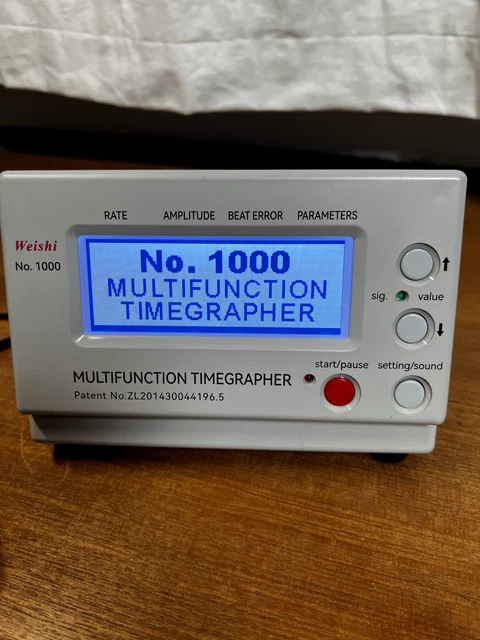 RATE AMPLITUDE BEAT ERROR PARAMETERS
Weishi
No. 1000
No. 1000
MULTIFUNCTION
TIMEGRAPHER
sig. value
start/pause setting/sound
MULTIFUNCTION TIMEGRAPHER
Patent No.ZL201430044196.5